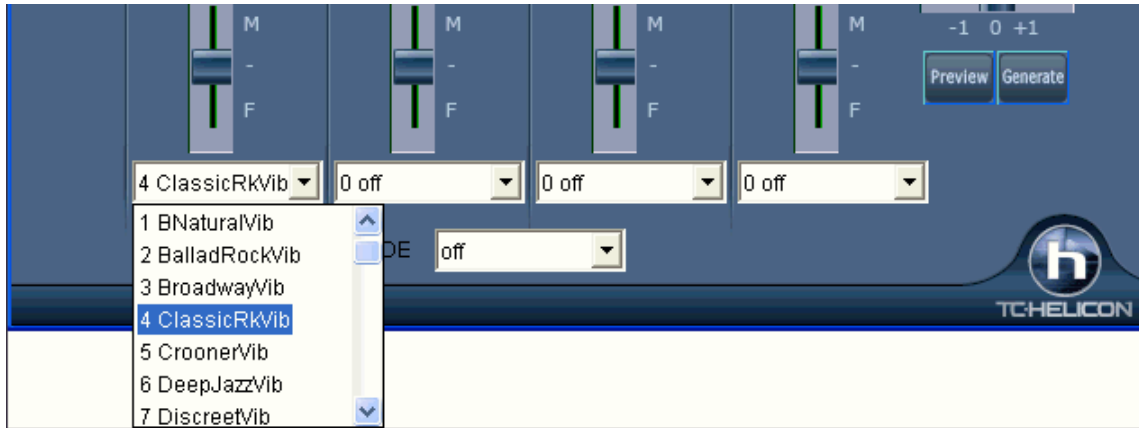 M M M M
-1 0 +1
- - - -
Preview Generate
F F F F
4 ClassicRkVib 0 off 0 off 0 off
1 BNaturalVib
2 BalladRockVib
DE off
3 BroadwayVib
4 ClassicRkVib
5 CroonerVib
6 DeepJazzVib
7 DiscreetVib
h
TC·HELICON